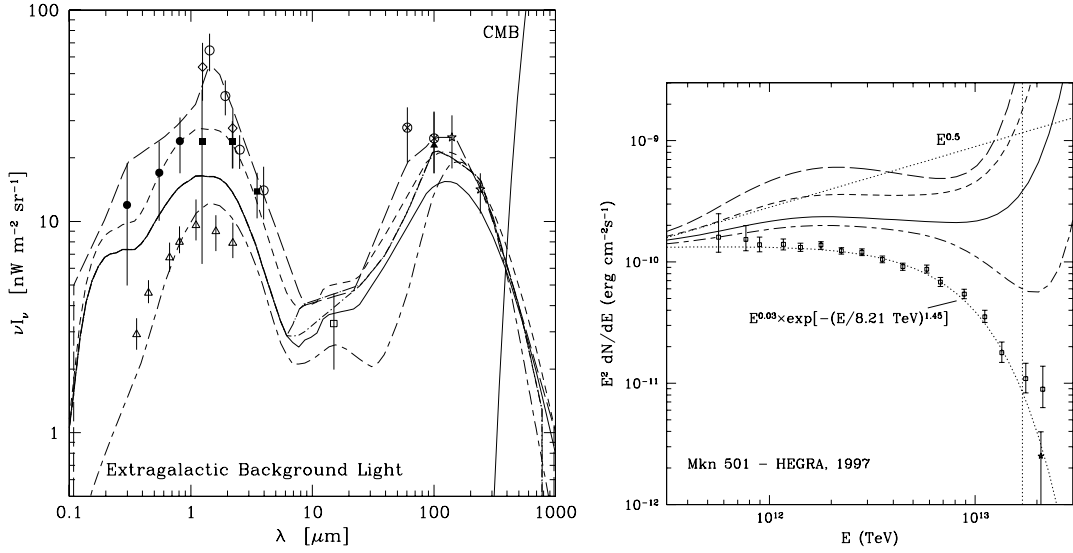 100
10
1
0.1
1
10
100
1000
νIν [nW m⁻² sr⁻¹]
λ [μm]
CMB
Extragalactic Background Light
10⁻⁹
10⁻¹⁰
10⁻¹¹
10⁻¹²
10¹²
10¹³
E² dN/dE (erg cm⁻²s⁻¹)
E (TeV)
E⁰·⁵
E⁰·⁰³×exp[−(E/8.21 TeV)¹·⁴⁵]
Mkn 501 − HEGRA, 1997